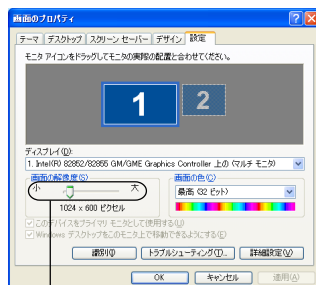 画面のプロパティ
テーマ デスクトップ スクリーン セーバー デザイン 設定
モニタ アイコンをドラッグしてモニタの実際の配置と合わせてください。
1 2
ディスプレイ(D):
1. Intel(R) 82852/82855 GM/GME Graphics Controller 上の (マルチ モニタ)
画面の解像度(S) 画面の色(C)
小 大 最高 (32 ビット)
1024 x 600 ピクセル
このデバイスをプライマリ モニタとして使用する(U)
Windows デスクトップをこのモニタ上で移動できるようにする(E)
識別(I) トラブルシューティング(T)... 詳細設定(V)
OK キャンセル 適用(A)